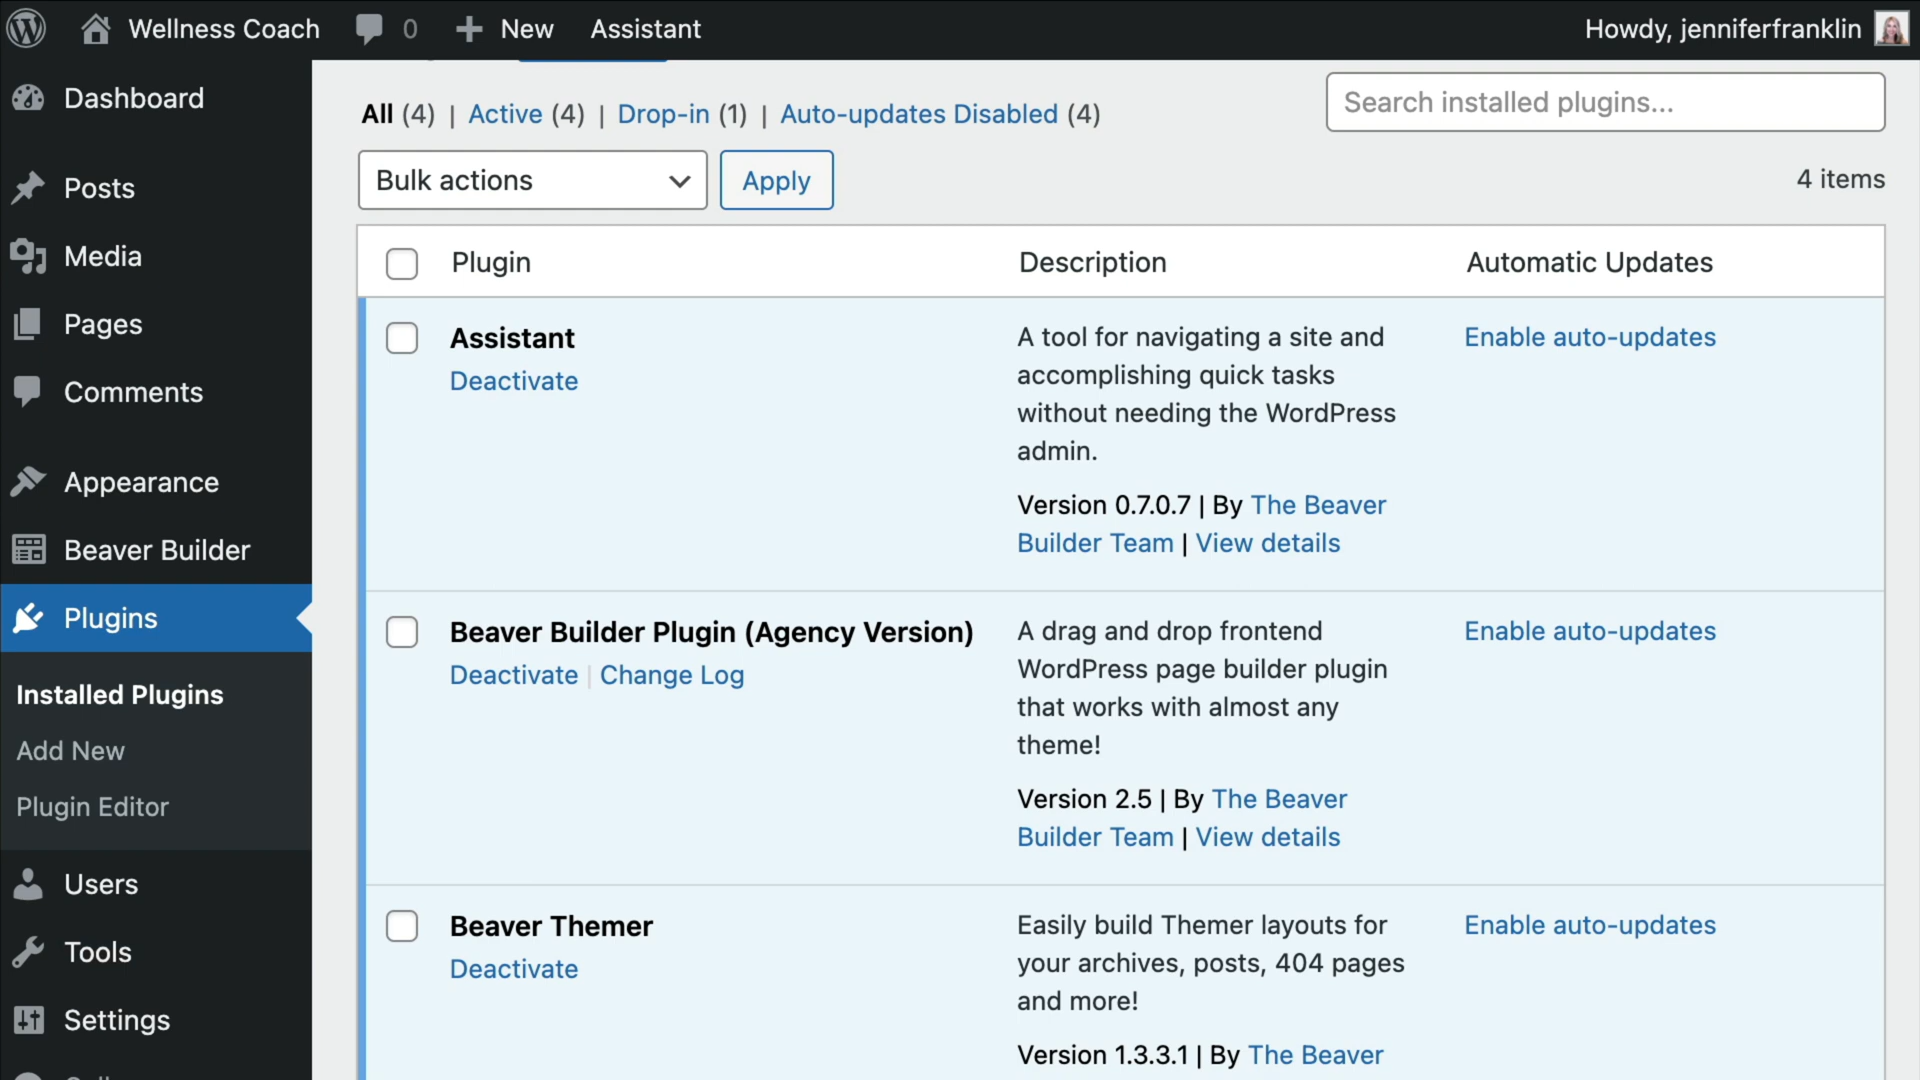 Wellness Coach 0 New Assistant Howdy, jenniferfranklin
Dashboard
Posts
Media
Pages
Comments
Appearance
Beaver Builder
Plugins
Installed Plugins
Add New
Plugin Editor
Users
Tools
Settings
All (4) | Active (4) | Drop-in (1) | Auto-updates Disabled (4)
Search installed plugins...
Bulk actions Apply
4 items
Plugin Description Automatic Updates
Assistant
Deactivate
A tool for navigating a site and
accomplishing quick tasks
without needing the WordPress
admin.
Version 0.7.0.7 | By The Beaver
Builder Team | View details
Enable auto-updates
Beaver Builder Plugin (Agency Version)
Deactivate | Change Log
A drag and drop frontend
WordPress page builder plugin
that works with almost any
theme!
Version 2.5 | By The Beaver
Builder Team | View details
Enable auto-updates
Beaver Themer
Deactivate
Easily build Themer layouts for
your archives, posts, 404 pages
and more!
Version 1.3.3.1 | By The Beaver
Enable auto-updates